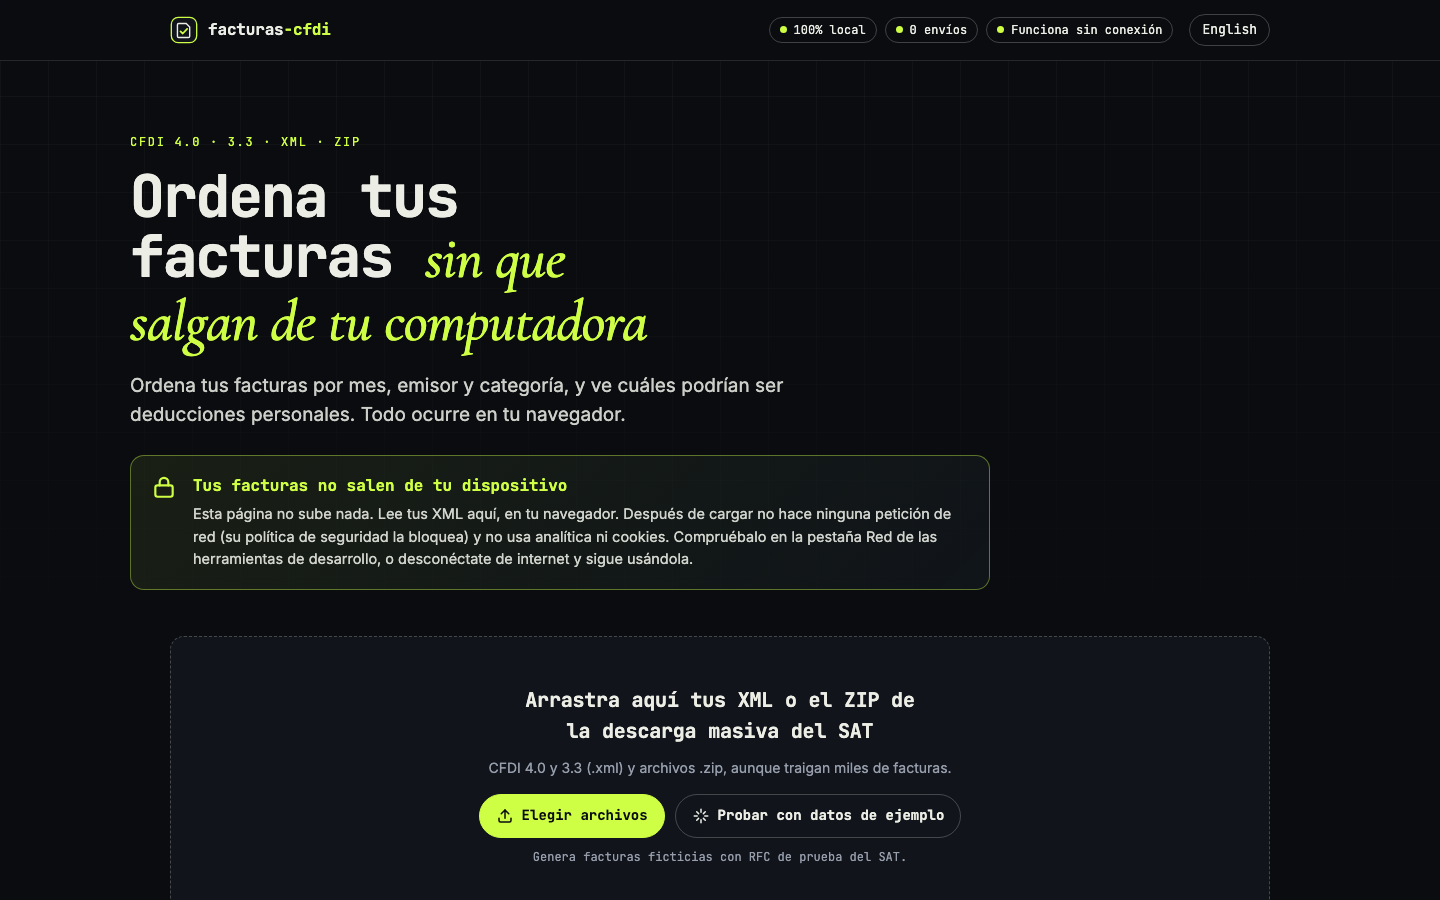 facturas-cfdi
100% local
0 envíos
Funciona sin conexión
English
CFDI 4.0 · 3.3 · XML · ZIP
Ordena tus
facturas sin que
salgan de tu computadora
Ordena tus facturas por mes, emisor y categoría, y ve cuáles podrían ser
deducciones personales. Todo ocurre en tu navegador.
Tus facturas no salen de tu dispositivo
Esta página no sube nada. Lee tus XML aquí, en tu navegador. Después de cargar no hace ninguna petición de
red (su política de seguridad la bloquea) y no usa analítica ni cookies. Compruébalo en la pestaña Red de las
herramientas de desarrollo, o desconéctate de internet y sigue usándola.
Arrastra aquí tus XML o el ZIP de
la descarga masiva del SAT
CFDI 4.0 y 3.3 (.xml) y archivos .zip, aunque traigan miles de facturas.
Elegir archivos
Probar con datos de ejemplo
Genera facturas ficticias con RFC de prueba del SAT.